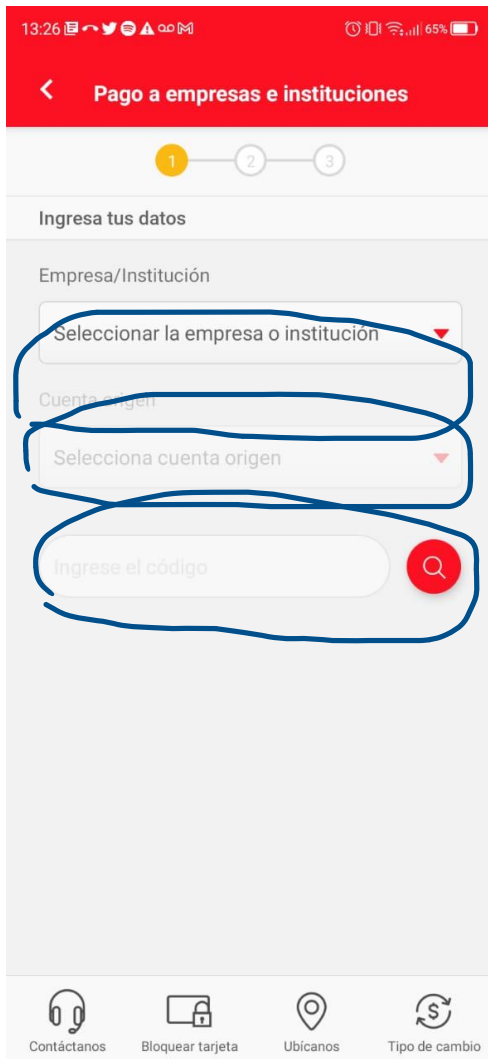 13:26
65%
Pago a empresas e instituciones
1 2 3
Ingresa tus datos
Empresa/Institución
Seleccionar la empresa o institución
Cuenta origen
Selecciona cuenta origen
Ingrese el código
Contáctanos Bloquear tarjeta Ubícanos Tipo de cambio